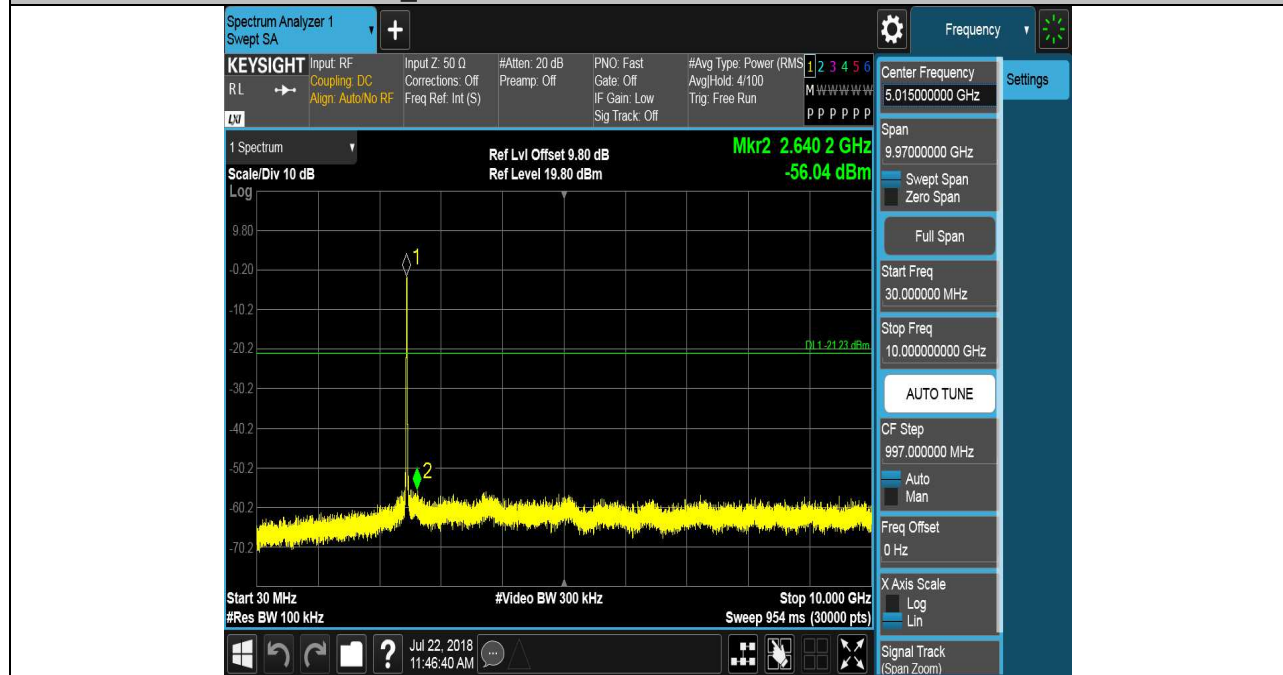 Spectrum Analyzer 1
Swept SA
+
Frequency
KEYSIGHT
RL
LXI
Input: RF
Coupling: DC
Align: Auto/No RF
Input Z: 50 Ω
Corrections: Off
Freq Ref: Int (S)
#Atten: 20 dB
Preamp: Off
PNO: Fast
Gate: Off
IF Gain: Low
Sig Track: Off
#Avg Type: Power (RMS
Avg|Hold: 4/100
Trig: Free Run
1 2 3 4 5 6
M W W W W W
P P P P P P
Center Frequency
5.015000000 GHz
Settings
Span
9.97000000 GHz
Swept Span
Zero Span
Full Span
Start Freq
30.000000 MHz
Stop Freq
10.000000000 GHz
AUTO TUNE
CF Step
997.000000 MHz
Auto
Man
Freq Offset
0 Hz
X Axis Scale
Log
Lin
Signal Track
(Span Zoom)
1 Spectrum
Scale/Div 10 dB
Ref Lvl Offset 9.80 dB
Ref Level 19.80 dBm
Mkr2 2.640 2 GHz
-56.04 dBm
Log
9.80
-0.20
-10.2
-20.2
-30.2
-40.2
-50.2
-60.2
-70.2
1
DL1 -21.23 dBm
2
Start 30 MHz
#Video BW 300 kHz
Stop 10.000 GHz
#Res BW 100 kHz
Sweep 954 ms (30000 pts)
?
Jul 22, 2018
11:46:40 AM